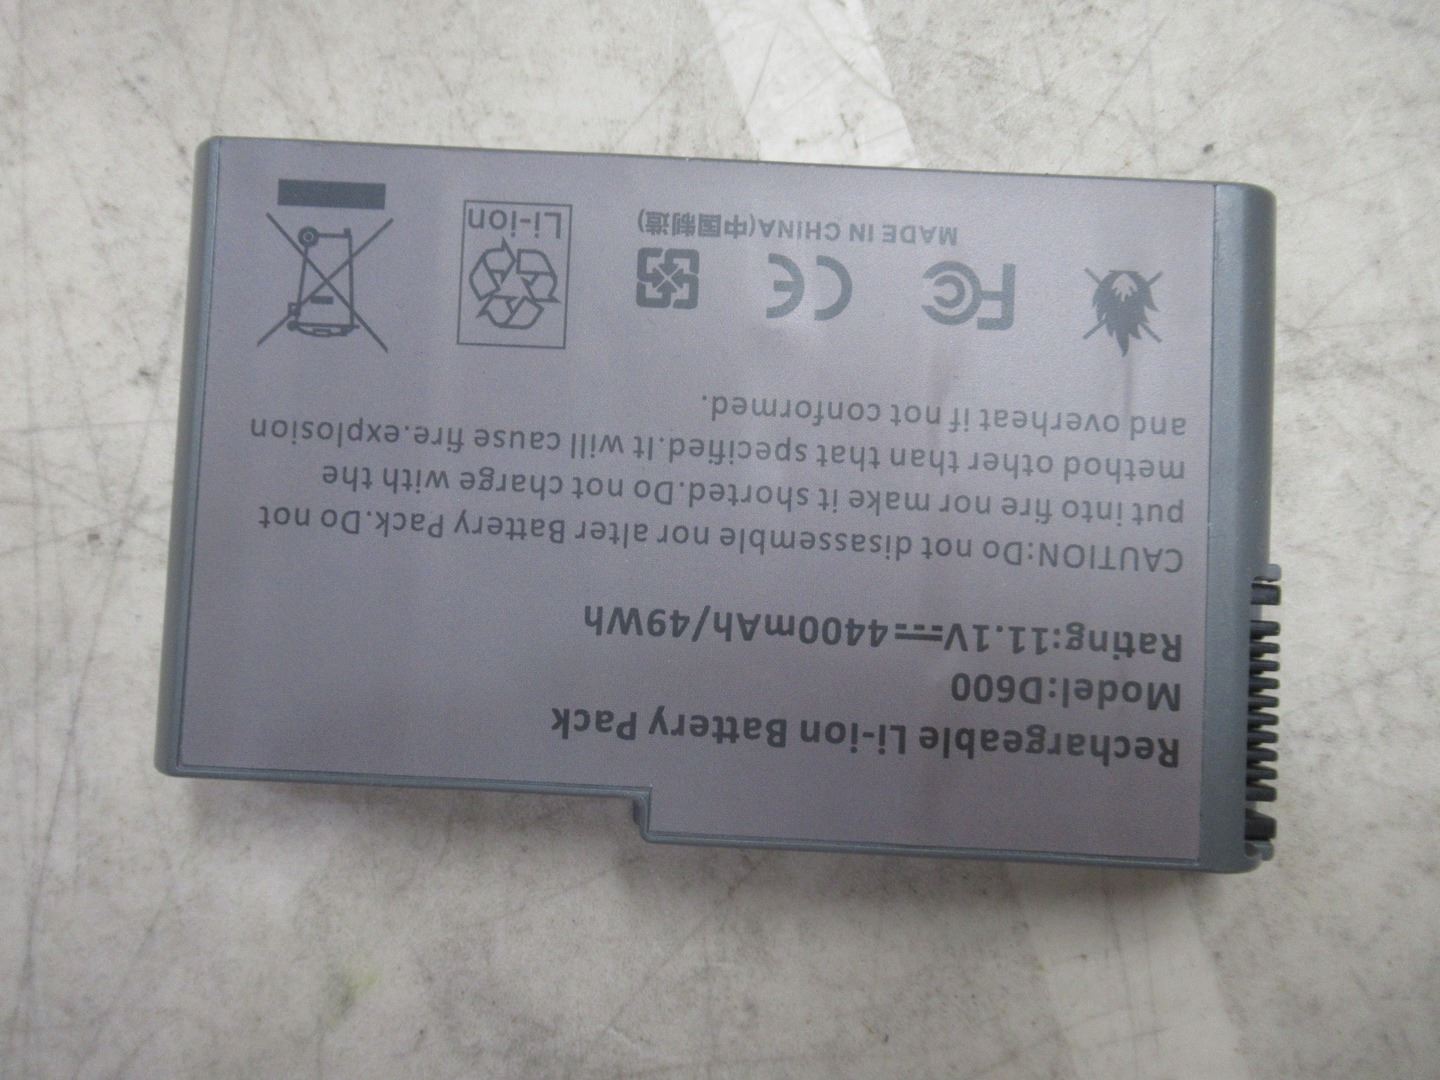 Rechargeable Li-ion Battery Pack
Model:D600
Rating:11.1V⎓4400mAh/49Wh
CAUTION:Do not disassemble nor alter Battery Pack.Do not
put into fire nor make it shorted.Do not charge with the
method other than that specified.It will cause fire.explosion
and overheat if not conformed.
FC CE
MADE IN CHINA(中国制造)
Li-ion